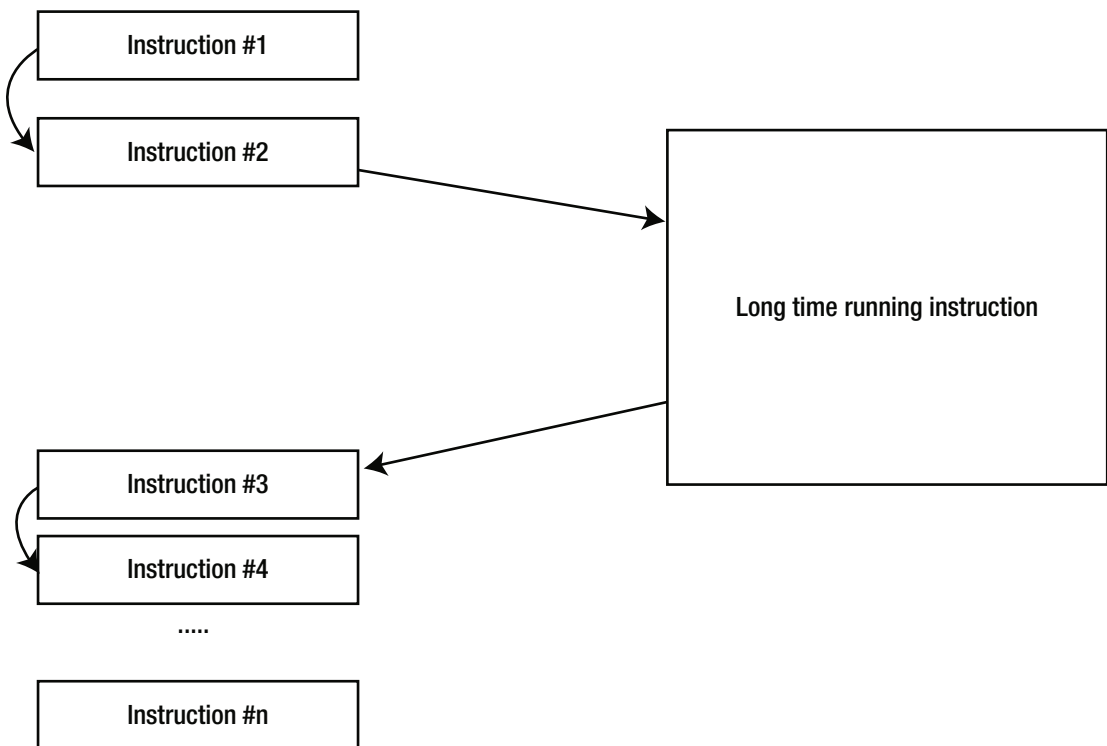 Instruction #1
Instruction #2
Long time running instruction
Instruction #3
Instruction #4
.....
Instruction #n